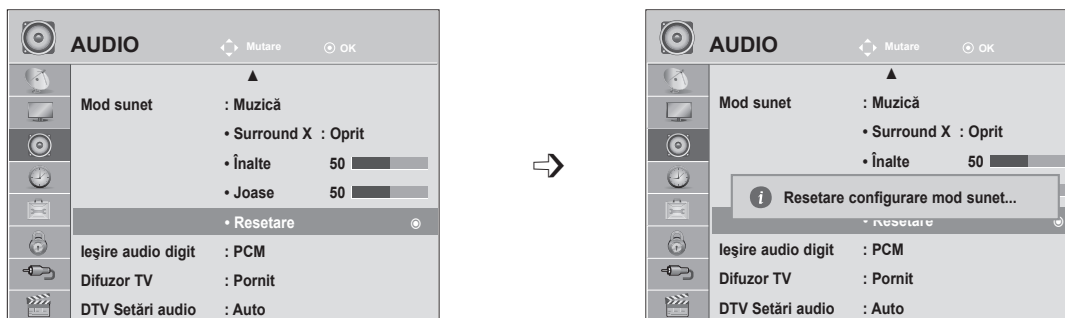 AUDIO Mutare OK
▲
Mod sunet : Muzică
• Surround X : Oprit
• Înalte 50
• Joase 50
• Resetare
Ieşire audio digit : PCM
Difuzor TV : Pornit
DTV Setări audio : Auto
AUDIO Mutare OK
▲
Mod sunet : Muzică
• Surround X : Oprit
• Înalte 50
i Resetare configurare mod sunet...
• Resetare
Ieşire audio digit : PCM
Difuzor TV : Pornit
DTV Setări audio : Auto